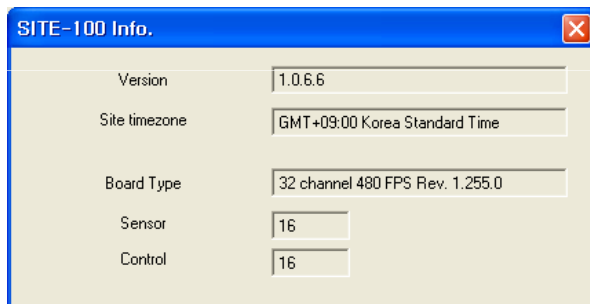 SITE-100 Info.
Version 1.0.6.6
Site timezone GMT+09:00 Korea Standard Time
Board Type 32 channel 480 FPS Rev. 1.255.0
Sensor 16
Control 16